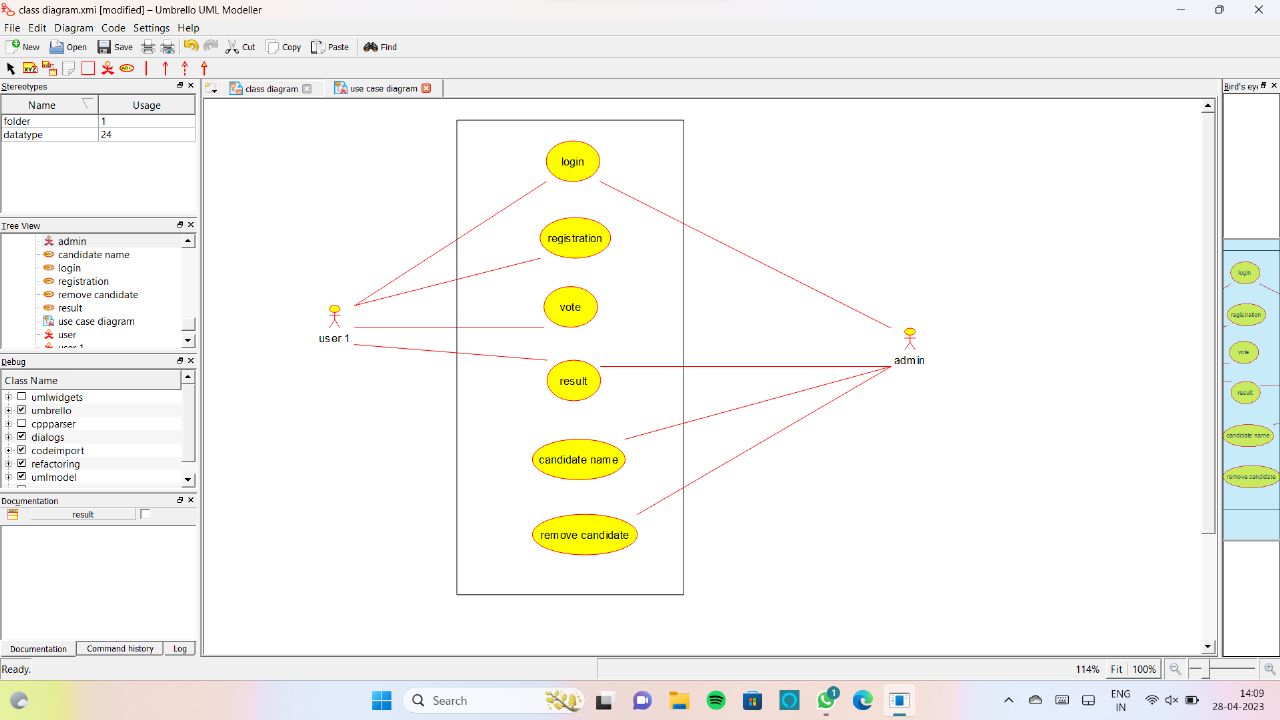 class diagram.xmi [modified] – Umbrello UML Modeller
File Edit Diagram Code Settings Help
New Open Save Cut Copy Paste Find
Stereotypes
Name Usage
folder 1
datatype 24
Tree View
admin
candidate name
login
registration
remove candidate
result
use case diagram
user
user 1
Debug
Class Name
umlwidgets
umbrello
cppparser
dialogs
codeimport
refactoring
umlmodel
Documentation
result
Documentation Command history Log
Ready.
class diagram use case diagram
login
registration
vote
user 1
result
admin
candidate name
remove candidate
Bird's ey
login
registration
vote
result
candidate name
remove candidate
114% Fit 100%
Search
1
ENG
IN
14:09
28-04-2023